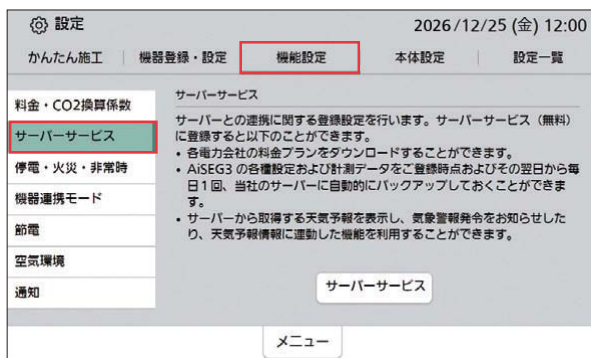 設定
2026/12/25 (金) 12:00
かんたん施工
機器登録・設定
機能設定
本体設定
設定一覧
料金・CO2換算係数
サーバーサービス
停電・火災・非常時
機器連携モード
節電
空気環境
通知
サーバーサービス
サーバーとの連携に関する登録設定を行います。サーバーサービス（無料）
に登録すると以下のことができます。
・各電力会社の料金プランをダウンロードすることができます。
・AiSEG3 の各種設定および計測データをご登録時点およびその翌日から毎
日1回、当社のサーバーに自動的にバックアップしておくことができま
す。
・サーバーから取得する天気予報を表示し、気象警報発令をお知らせした
り、天気予報情報に連動した機能を利用することができます。
サーバーサービス
メニュー